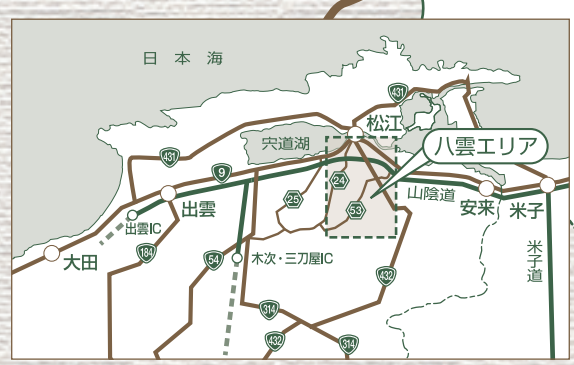 日本海
431
松江
宍道湖
八雲エリア
431
9
24
山陰道
25
53
安来
米子
出雲
出雲IC
184
54
木次・三刀屋IC
大田
432
米子道
314
432
314